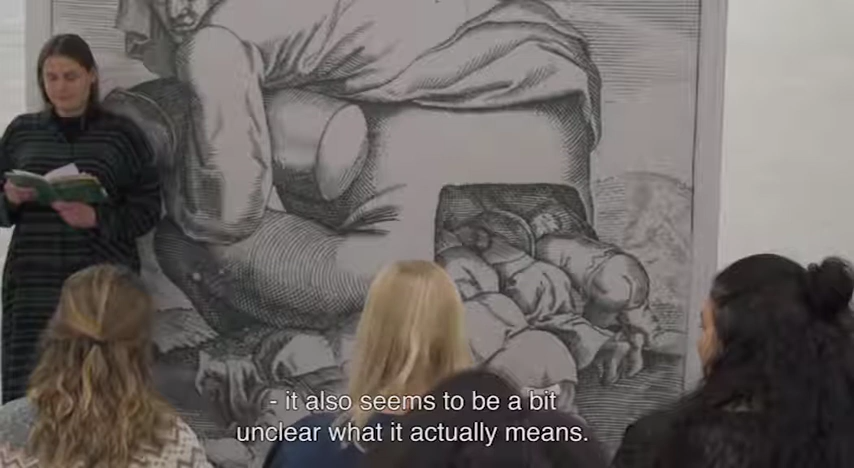 - it also seems to be a bit
unclear what it actually means.